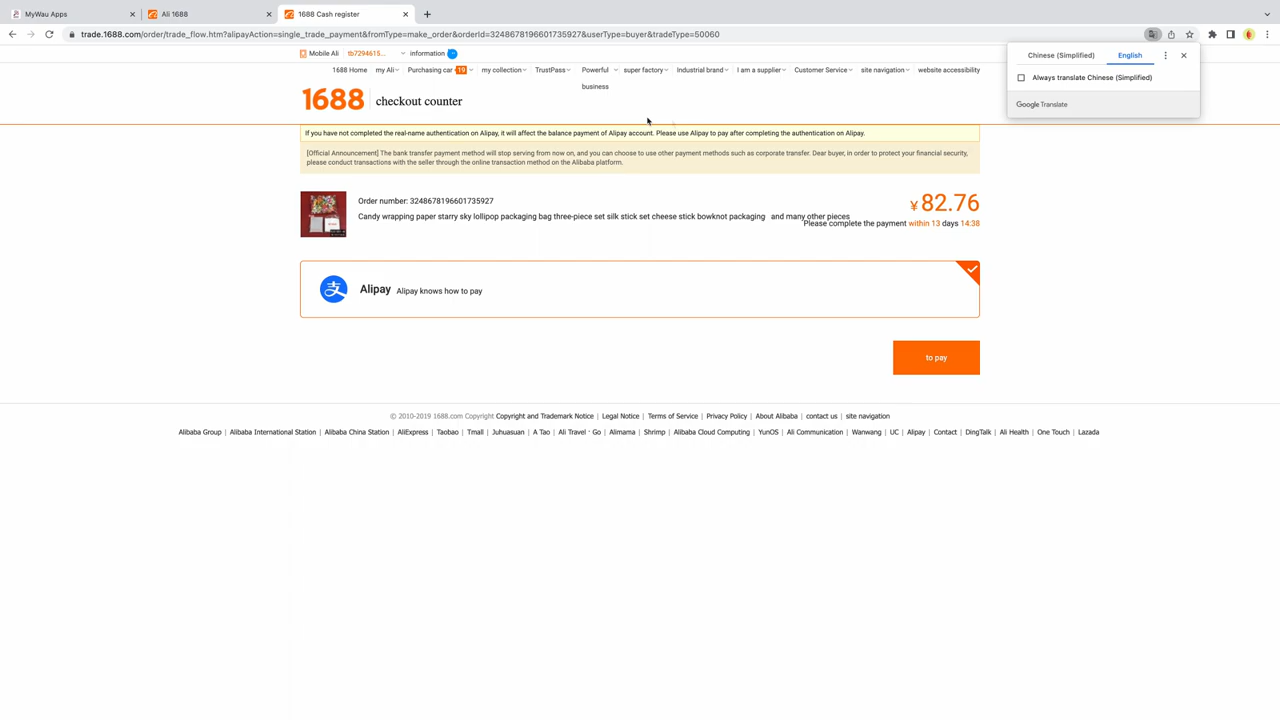 MyWau Apps
Ali 1688
1688 Cash register
trade.1688.com/order/trade_flow.htm?alipayAction=single_trade_payment&fromType=make_order&orderId=3248678196601735927&userType=buyer&tradeType=50060
Chinese (Simplified) English
Always translate Chinese (Simplified)
Google Translate
Mobile Ali tb7294615... information
1688 Home my Ali Purchasing car 19 my collection TrustPass Powerful business super factory Industrial brand I am a supplier Customer Service site navigation website accessibility
1688 checkout counter
If you have not completed the real-name authentication on Alipay, it will affect the balance payment of Alipay account. Please use Alipay to pay after completing the authentication on Alipay.
[Official Announcement] The bank transfer payment method will stop serving from now on, and you can choose to use other payment methods such as corporate transfer. Dear buyer, in order to protect your financial security,
please conduct transactions with the seller through the online transaction method on the Alibaba platform.
Order number: 3248678196601735927
¥ 82.76
Candy wrapping paper starry sky lollipop packaging bag three-piece set silk stick set cheese stick bowknot packaging and many other pieces
Please complete the payment within 13 days 14:38
支 Alipay Alipay knows how to pay
to pay
© 2010-2019 1688.com Copyright Copyright and Trademark Notice | Legal Notice | Terms of Service | Privacy Policy | About Alibaba | contact us | site navigation
Alibaba Group | Alibaba International Station | Alibaba China Station | AliExpress | Taobao | Tmall | Juhuasuan | A Tao | Ali Travel · Go | Alimama | Shrimp | Alibaba Cloud Computing | YunOS | Ali Communication | Wanwang | UC | Alipay | Contact | DingTalk | Ali Health | One Touch | Lazada